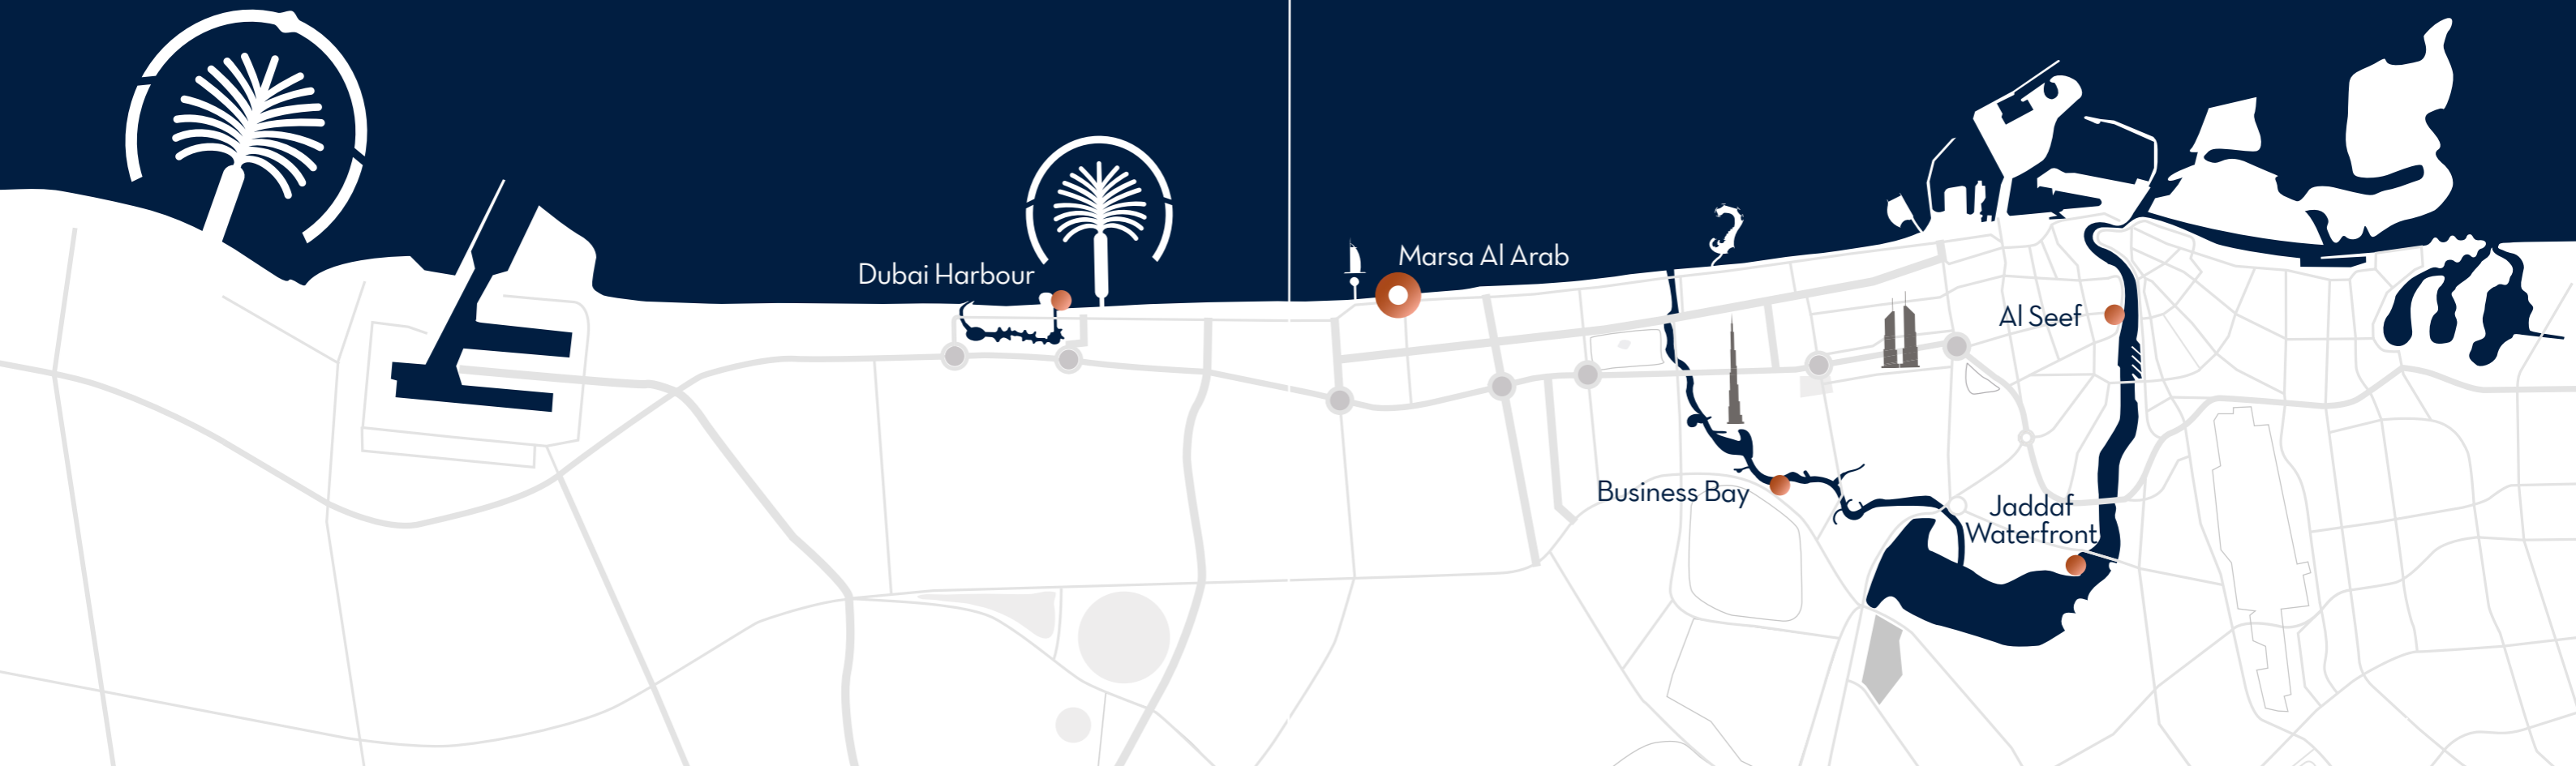 Dubai Harbour
Marsa Al Arab
Al Seef
Business Bay
Jaddaf
Waterfront